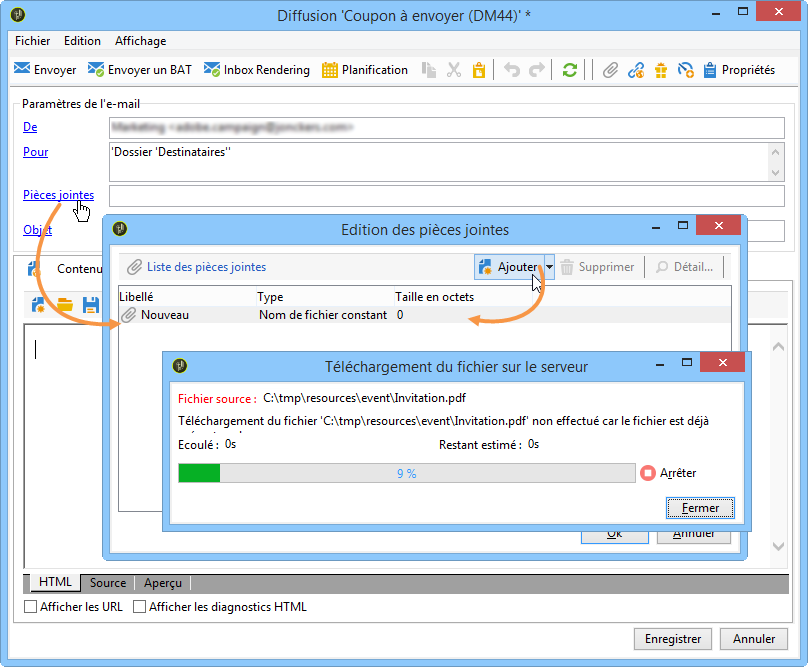 Diffusion 'Coupon à envoyer (DM44)' *
Fichier Edition Affichage
Envoyer Envoyer un BAT Inbox Rendering Planification Propriétés
Paramètres de l'e-mail
De
Pour 'Dossier 'Destinataires''
Pièces jointes
Objet
Edition des pièces jointes
Contenu
Liste des pièces jointes Ajouter Supprimer Détail...
Libellé Type Taille en octets
Nouveau Nom de fichier constant 0
Téléchargement du fichier sur le serveur
Fichier source : C:\tmp\resources\event\Invitation.pdf
Téléchargement du fichier 'C:\tmp\resources\event\Invitation.pdf' non effectué car le fichier est déjà
Ecoulé : 0s Restant estimé : 0s
9 % Arrêter
Fermer
Ok Annuler
HTML Source Aperçu
Afficher les URL Afficher les diagnostics HTML
Enregistrer Annuler